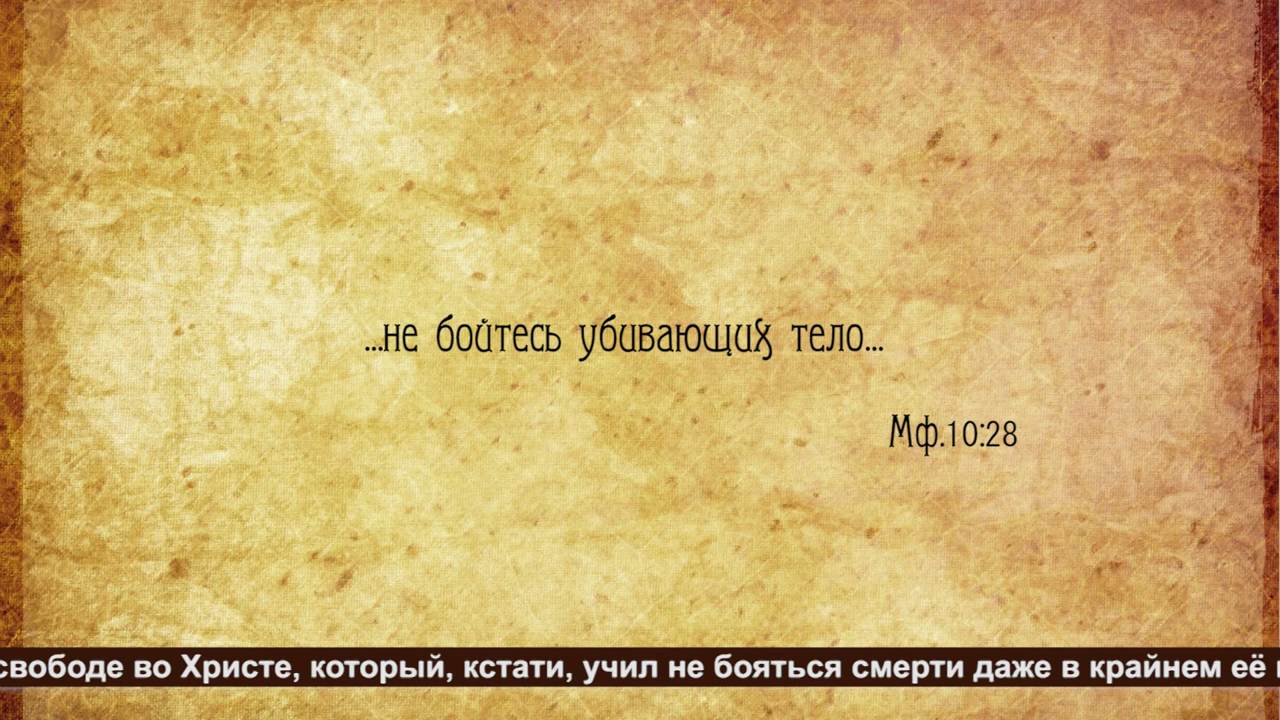 ...не бойтесь убивающих тело...
Мф.10:28
свободе во Христе, который, кстати, учил не бояться смерти даже в крайнем её